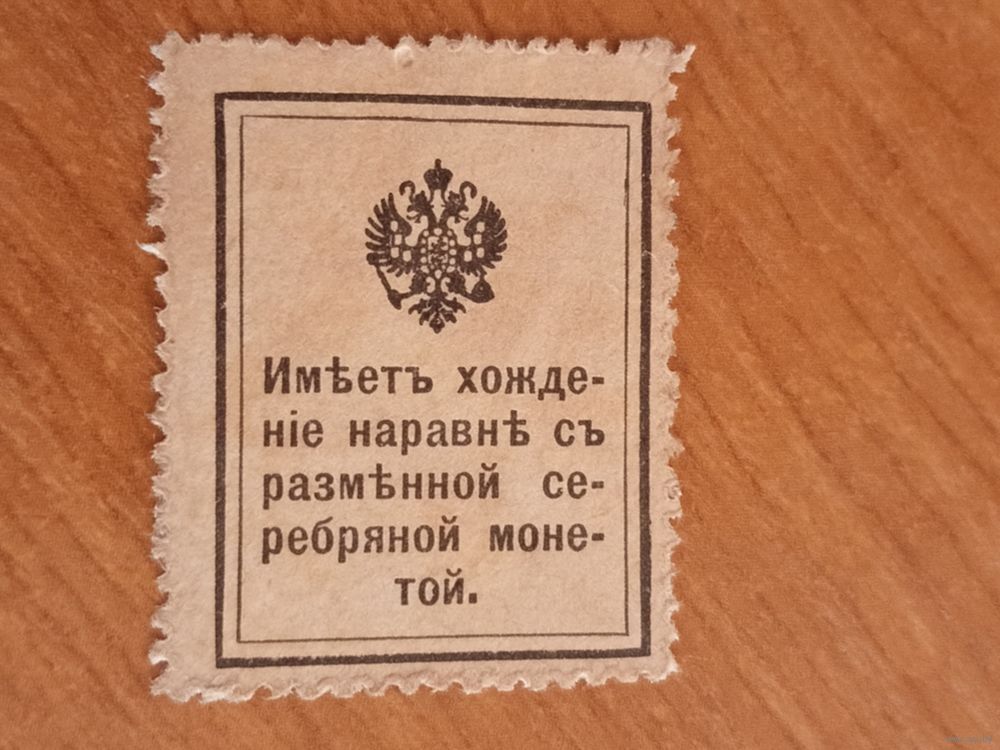 Имѣетъ хожде-
ніе наравнѣ съ
размѣнной се-
ребряной моне-
той.